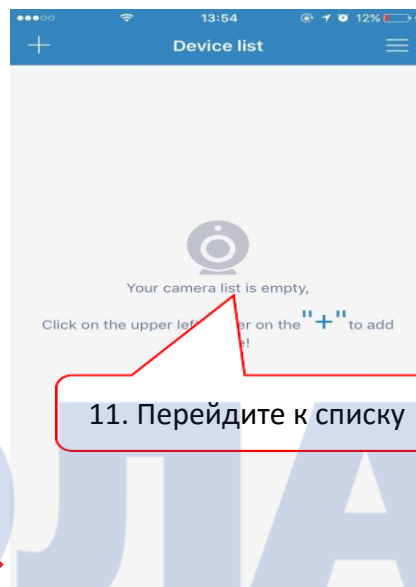 13:54
12%
Device list
Your camera list is empty,
Click on the upper left on the "+" to add
11. Перейдите к списку